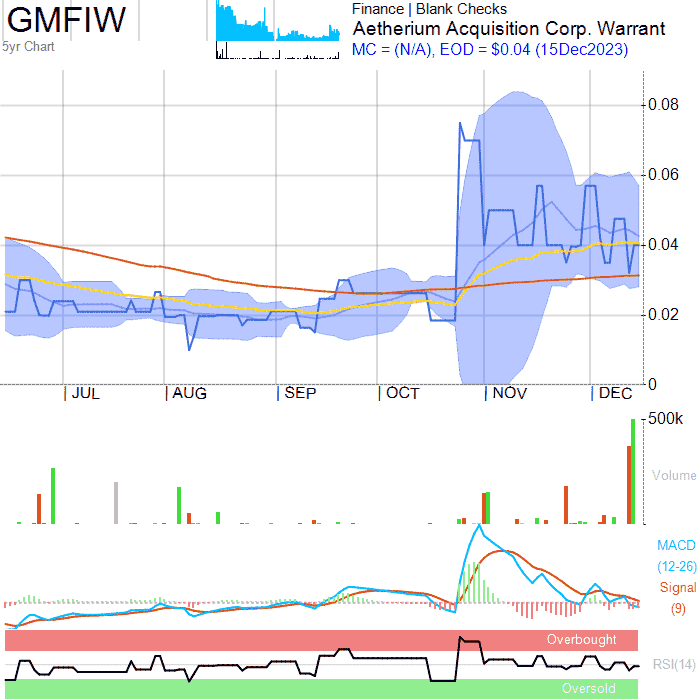 GMFIW
5yr Chart
Finance | Blank Checks
Aetherium Acquisition Corp. Warrant
MC = (N/A), EOD = $0.04 (15Dec2023)
0.08
0.06
0.04
0.02
0
JUL
AUG
SEP
OCT
NOV
DEC
500k
Volume
MACD
(12-26)
Signal
(9)
Overbought
RSI(14)
Oversold